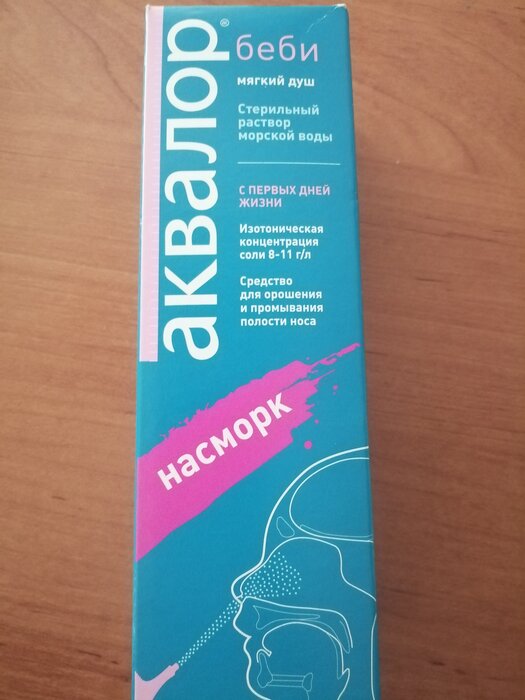 аквалор®
беби
мягкий душ
Стерильный
раствор
морской воды
С ПЕРВЫХ ДНЕЙ
ЖИЗНИ
Изотоническая
концентрация
соли 8-11 г/л
Средство
для орошения
и промывания
полости носа
насморк